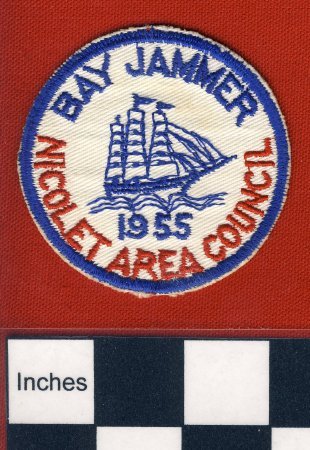 BAY JAMMER
1955
NICOLET AREA COUNCIL
Inches